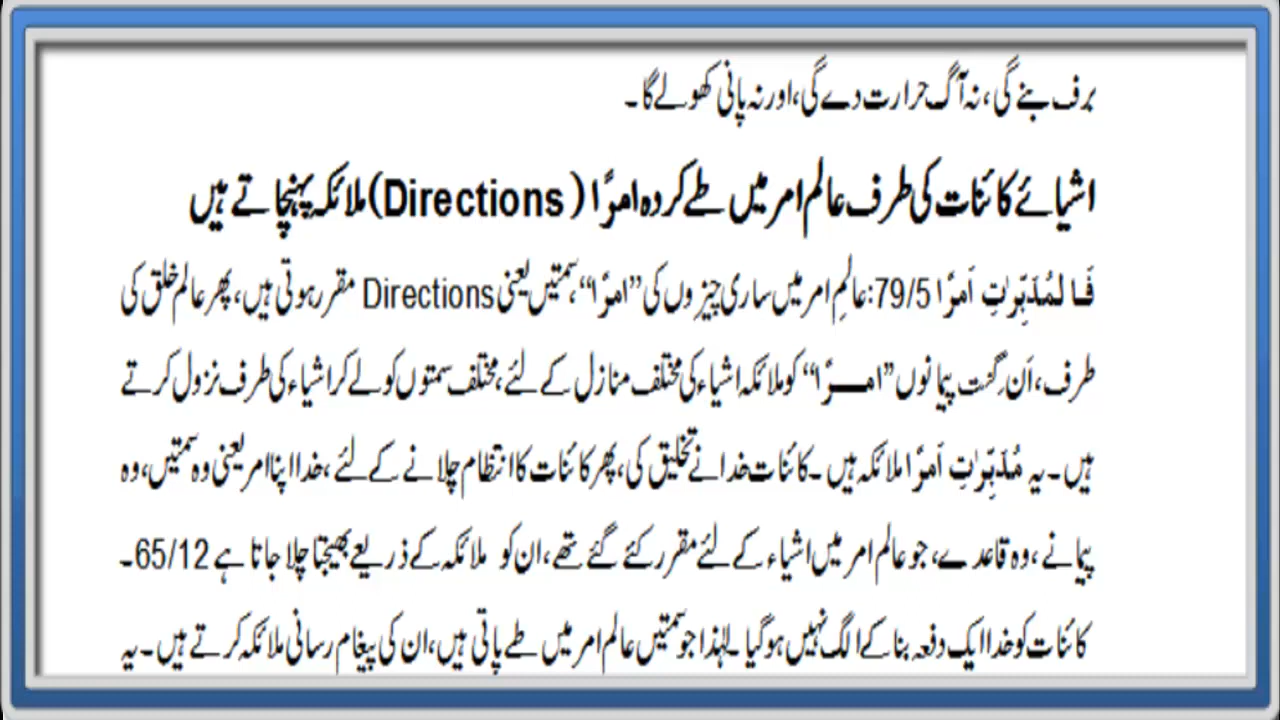 برف بنے گی، نہ آگ حرارت دے گی، اور نہ پانی کھولے گا۔
اشیائے کائنات کی طرف عالم امر میں طے کردہ امرًا (Directions) ملائکہ پہنچاتے ہیں
فَالمُدَبِّرٰتِ اَمرًا 79/5: عالمِ امر میں ساری چیزوں کی ”امرًا“، سمتیں یعنی Directions مقرر ہوتی ہیں، پھر عالم خلق کی
طرف، اَن گِنت پیمانوں ”امرًا“ کو ملائکہ اشیاء کی مختلف منازل کے لئے، مختلف سمتوں کو لے کر اشیاء کی طرف نزول کرتے
ہیں۔ یہ مُدَبِّرٰتِ اَمرًا ملائکہ ہیں۔ کائنات خدا نے تخلیق کی، پھر کائنات کا انتظام چلانے کے لئے، خدا اپنا امر یعنی وہ سمتیں، وہ
پیمانے، وہ قاعدے، جو عالم امر میں اشیاء کے لئے مقرر کئے گئے تھے، ان کو ملائکہ کے ذریعے بھیجتا چلا جاتا ہے 65/12۔
کائنات کو خدا ایک دفعہ بنا کے الگ نہیں ہو گیا۔ لہٰذا جو سمتیں عالم امر میں طے پاتی ہیں، ان کی پیغام رسانی ملائکہ کرتے ہیں۔ یہ